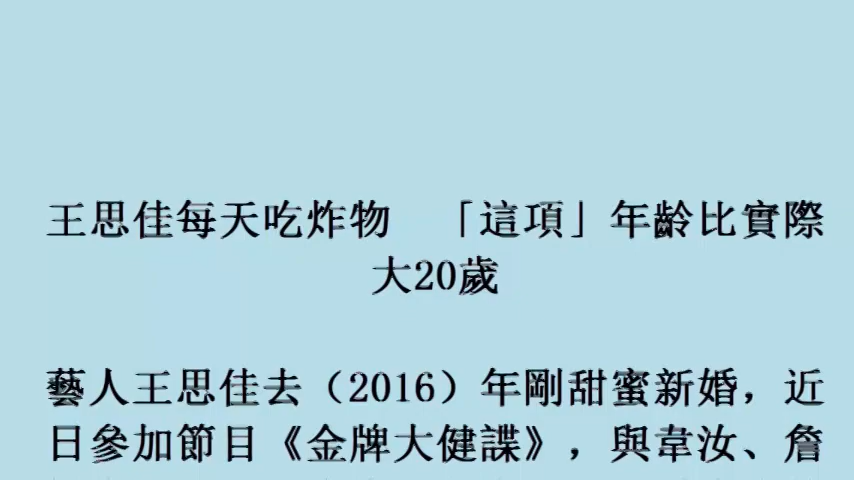 王思佳每天吃炸物　「這項」年齡比實際
大20歲
藝人王思佳去（2016）年剛甜蜜新婚，近
日參加節目《金牌大健諜》，與韋汝、詹